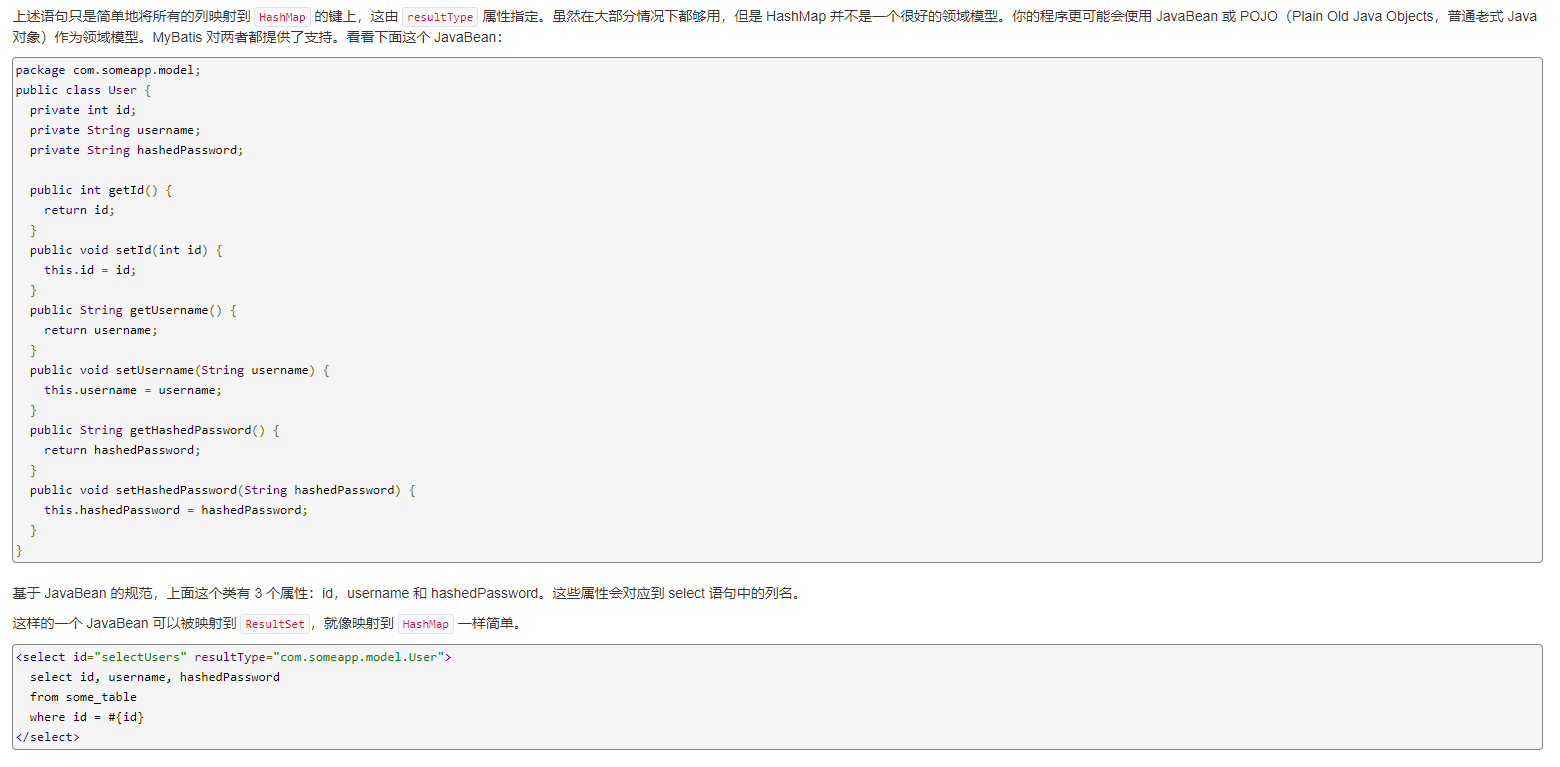 上述语句只是简单地将所有的列映射到 HashMap 的键上，这由 resultType 属性指定。虽然在大部分情况下都够用，但是 HashMap 并不是一个很好的领域模型。你的程序更可能会使用 JavaBean 或 POJO（Plain Old Java Objects，普通老式 Java
对象）作为领域模型。MyBatis 对两者都提供了支持。看看下面这个 JavaBean：
package com.someapp.model;
public class User {
  private int id;
  private String username;
  private String hashedPassword;

  public int getId() {
    return id;
  }
  public void setId(int id) {
    this.id = id;
  }
  public String getUsername() {
    return username;
  }
  public void setUsername(String username) {
    this.username = username;
  }
  public String getHashedPassword() {
    return hashedPassword;
  }
  public void setHashedPassword(String hashedPassword) {
    this.hashedPassword = hashedPassword;
  }
}
基于 JavaBean 的规范，上面这个类有 3 个属性：id，username 和 hashedPassword。这些属性会对应到 select 语句中的列名。
这样的一个 JavaBean 可以被映射到 ResultSet，就像映射到 HashMap 一样简单。
<select id="selectUsers" resultType="com.someapp.model.User">
  select id, username, hashedPassword
  from some_table
  where id = #{id}
</select>